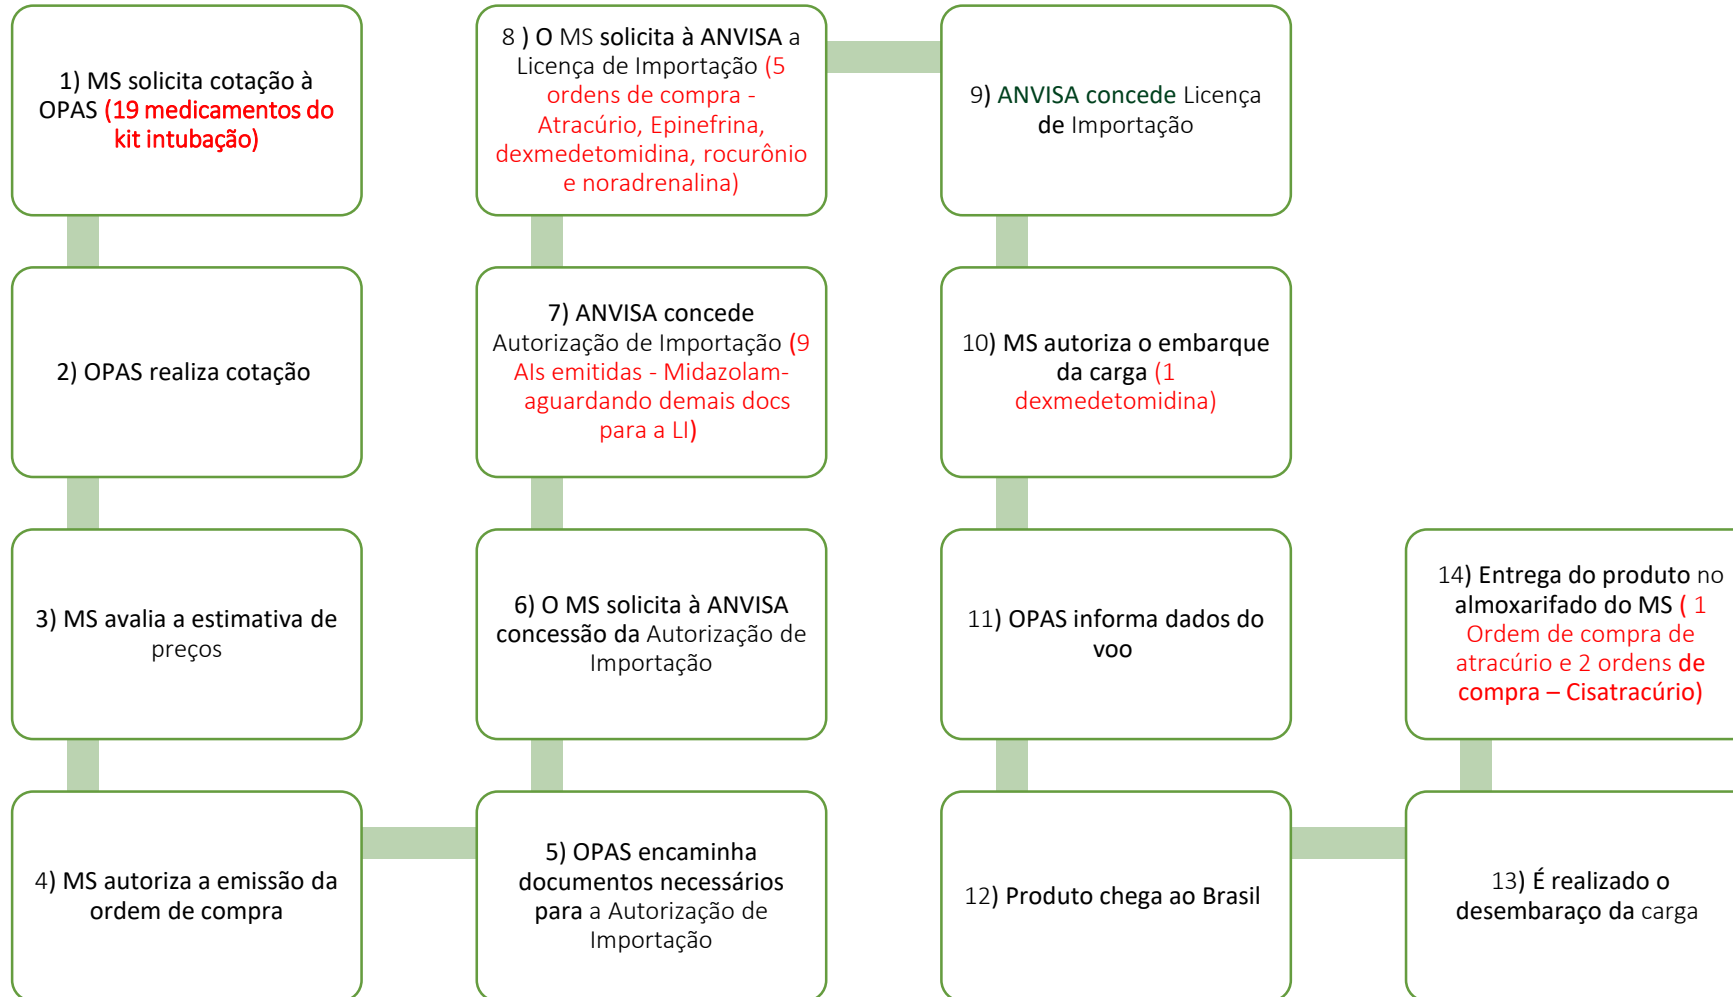 1) MS solicita cotação à
OPAS (19 medicamentos do
kit intubação)
2) OPAS realiza cotação
3) MS avalia a estimativa de
preços
4) MS autoriza a emissão da
ordem de compra
5) OPAS encaminha
documentos necessários
para a Autorização de
Importação
6) O MS solicita à ANVISA
concessão da Autorização de
Importação
7) ANVISA concede
Autorização de Importação (9
AIs emitidas - Midazolam-
aguardando demais docs
para a LI)
8 ) O MS solicita à ANVISA a
Licença de Importação (5
ordens de compra -
Atracúrio, Epinefrina,
dexmedetomidina, rocurônio
e noradrenalina)
9) ANVISA concede Licença
de Importação
10) MS autoriza o embarque
da carga (1
dexmedetomidina)
11) OPAS informa dados do
voo
12) Produto chega ao Brasil
13) É realizado o
desembaraço da carga
14) Entrega do produto no
almoxarifado do MS ( 1
Ordem de compra de
atracúrio e 2 ordens de
compra – Cisatracúrio)